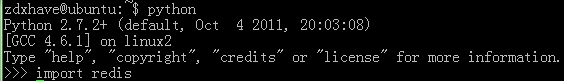 zdxhave@ubuntu:~$ python
Python 2.7.2+ (default, Oct  4 2011, 20:03:08)
[GCC 4.6.1] on linux2
Type "help", "copyright", "credits" or "license" for more information.
>>> import redis